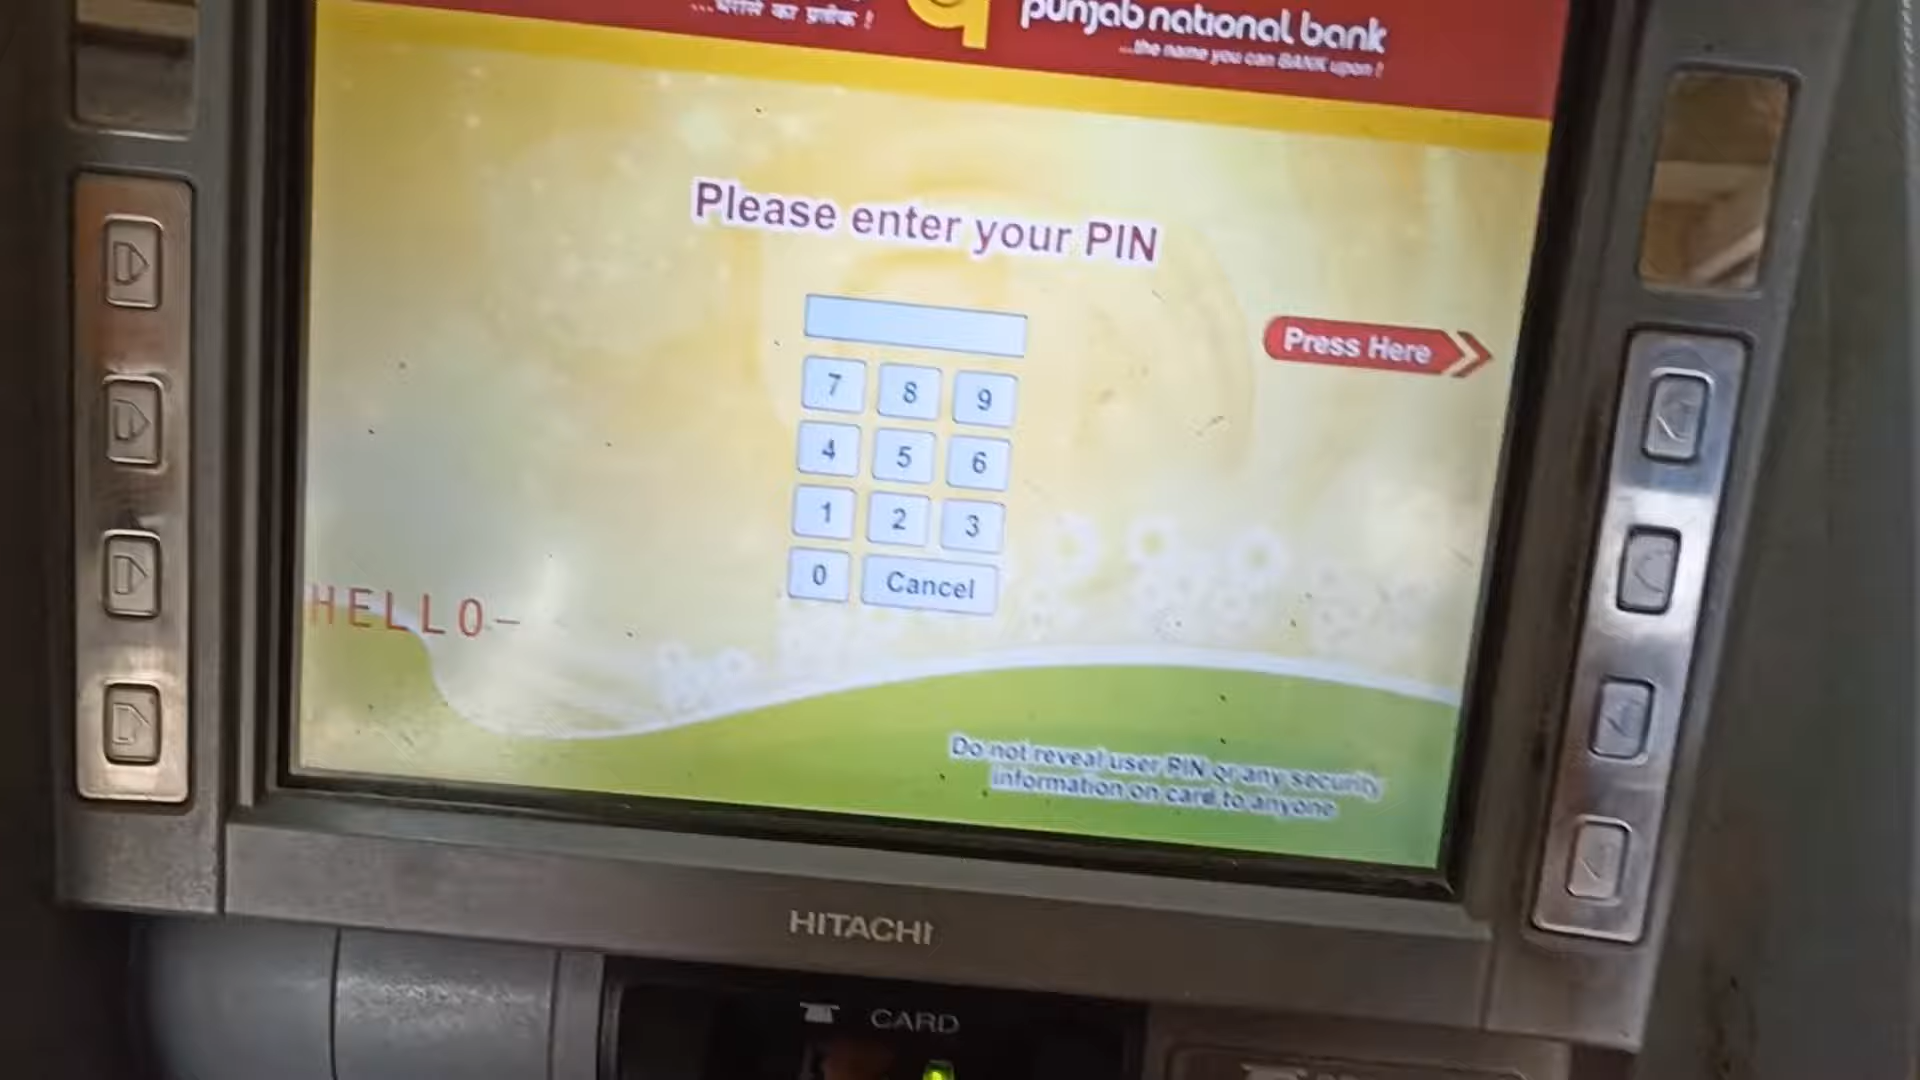 ...भरोसे का प्रतीक !
punjab national bank
...the name you can BANK upon !
Please enter your PIN
Press Here
7 8 9
4 5 6
1 2 3
0 Cancel
HELLO-
Do not reveal user PIN or any security
information on card to anyone
HITACHI
CARD